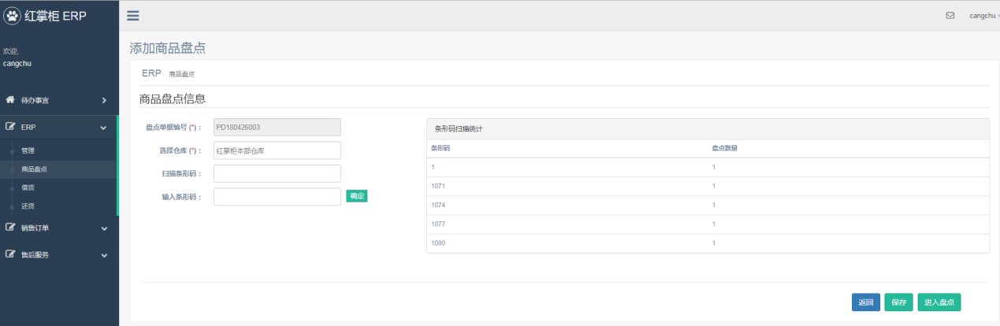 红掌柜 ERP
cangchu
欢迎,
cangchu
待办事宜
ERP
管理
商品盘点
借货
还货
销售订单
售后服务
添加商品盘点
ERP 商品盘点
商品盘点信息
盘点单据编号 (*)： PD180426003
选择仓库 (*)： 红掌柜本部仓库
扫描条形码：
输入条形码： 确定
条形码扫描统计
条形码 盘点数量
1 1
1071 1
1074 1
1077 1
1080 1
返回 保存 进入盘点